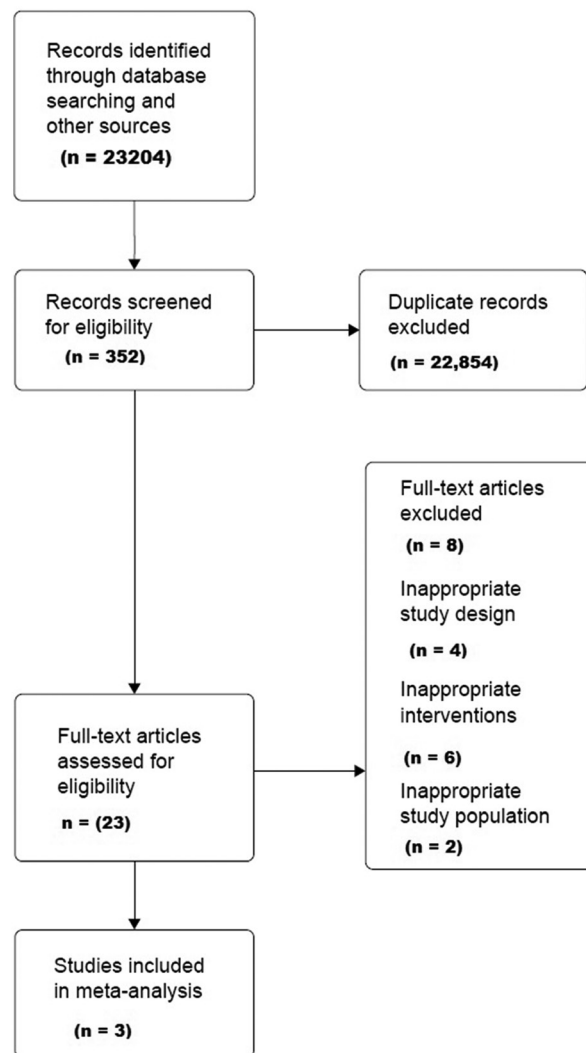 Records identified
through database
searching and
other sources
(n = 23204)
Records screened
for eligibility
(n = 352)
Duplicate records
excluded
(n = 22,854)
Full-text articles
excluded
(n = 8)
Inappropriate
study design
(n = 4)
Inappropriate
interventions
(n = 6)
Inappropriate
study population
(n = 2)
Full-text articles
assessed for
eligibility
n = (23)
Studies included
in meta-analysis
(n = 3)